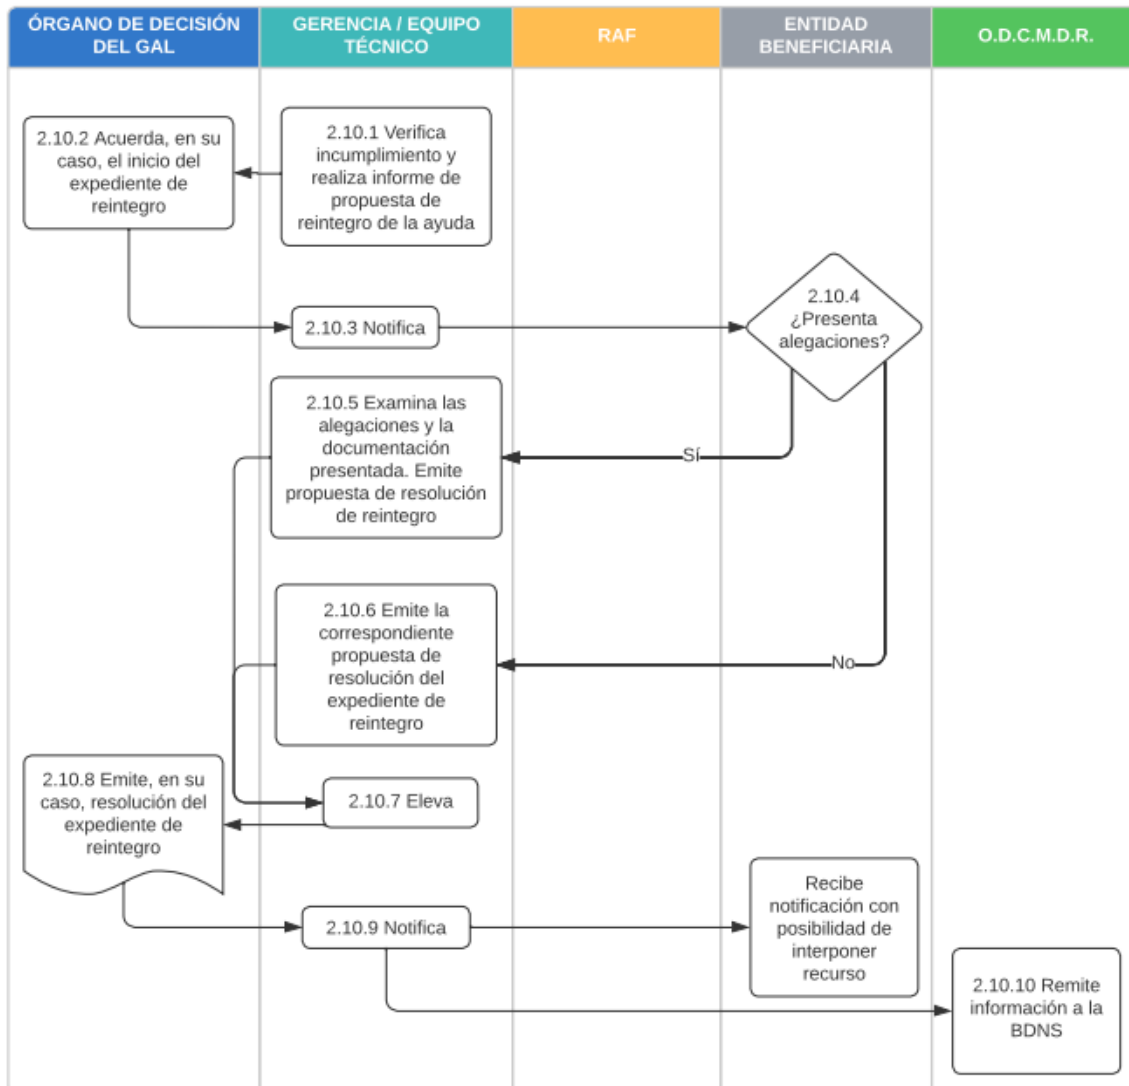 ÓRGANO DE DECISIÓN
DEL GAL
GERENCIA / EQUIPO
TÉCNICO
RAF
ENTIDAD
BENEFICIARIA
O.D.C.M.D.R.
2.10.2 Acuerda, en su
caso, el inicio del
expediente de
reintegro
2.10.1 Verifica
incumplimiento y
realiza informe de
propuesta de
reintegro de la ayuda
2.10.3 Notifica
2.10.4
¿Presenta
alegaciones?
2.10.5 Examina las
alegaciones y la
documentación
presentada. Emite
propuesta de resolución
de reintegro
Sí
2.10.6 Emite la
correspondiente
propuesta de
resolución del
expediente de
reintegro
No
2.10.8 Emite, en su
caso, resolución del
expediente de
reintegro
2.10.7 Eleva
2.10.9 Notifica
Recibe
notificación con
posibilidad de
interponer
recurso
2.10.10 Remite
información a la
BDNS